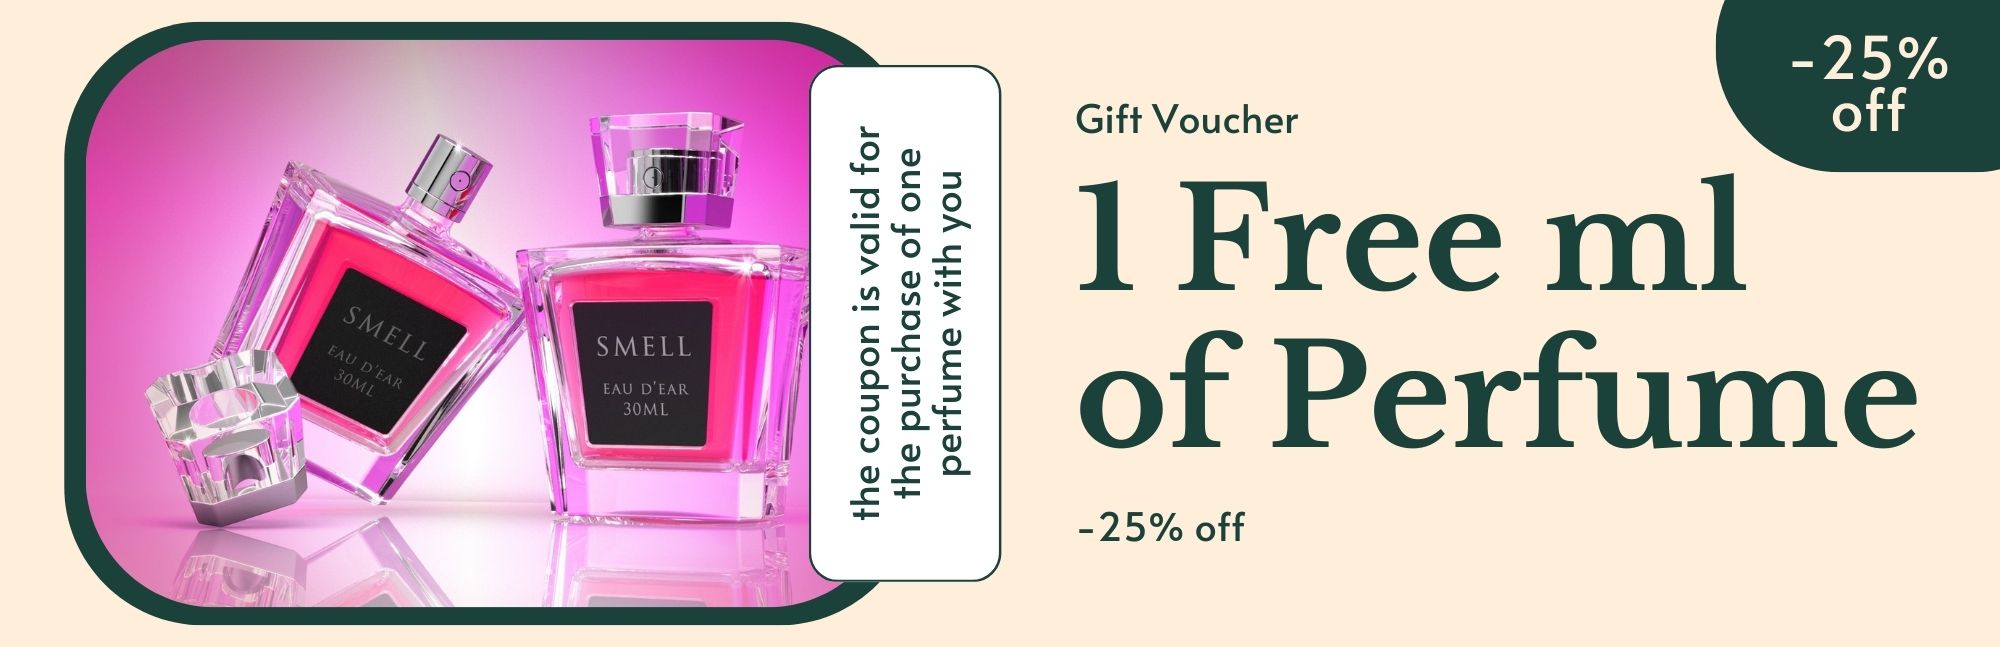 SMELL
EAU D'EAR
30ML
SMELL
EAU D'EAR
30ML
the coupon is valid for
the purchase of one
perfume with you
Gift Voucher
1 Free ml
of Perfume
-25% off
-25%
off